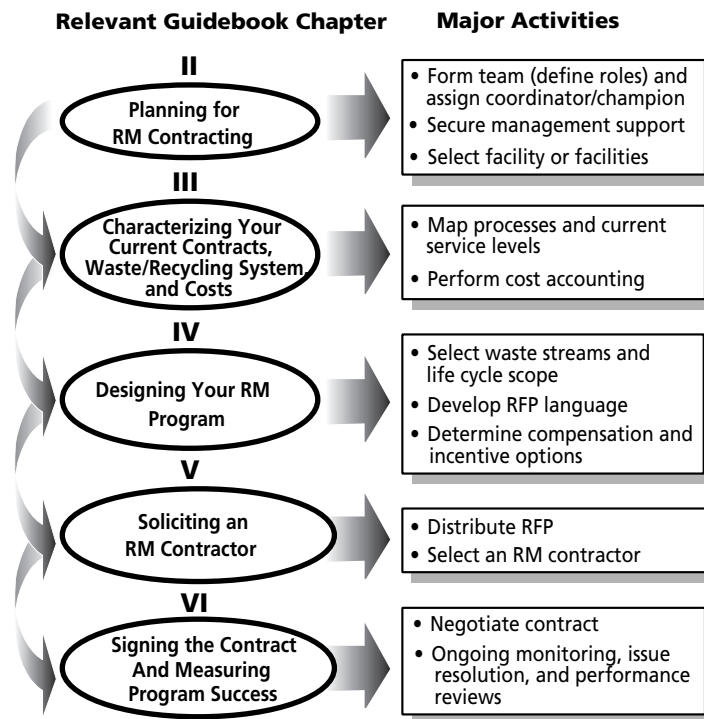 Relevant Guidebook Chapter Major Activities
II
Planning for
RM Contracting
• Form team (define roles) and
assign coordinator/champion
• Secure management support
• Select facility or facilities
III
Characterizing Your
Current Contracts,
Waste/Recycling System,
and Costs
• Map processes and current
service levels
• Perform cost accounting
IV
Designing Your RM
Program
• Select waste streams and
life cycle scope
• Develop RFP language
• Determine compensation and
incentive options
V
Soliciting an
RM Contractor
• Distribute RFP
• Select an RM contractor
VI
Signing the Contract
And Measuring
Program Success
• Negotiate contract
• Ongoing monitoring, issue
resolution, and performance
reviews